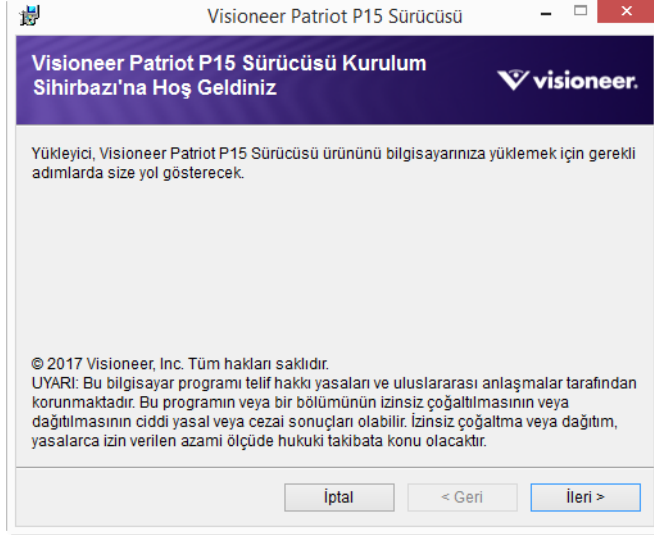 Visioneer Patriot P15 Sürücüsü
Visioneer Patriot P15 Sürücüsü Kurulum
Sihirbazı'na Hoş Geldiniz
visioneer.
Yükleyici, Visioneer Patriot P15 Sürücüsü ürününü bilgisayarınıza yüklemek için gerekli
adımlarda size yol gösterecek.
© 2017 Visioneer, Inc. Tüm hakları saklıdır.
UYARI: Bu bilgisayar programı telif hakkı yasaları ve uluslararası anlaşmalar tarafından
korunmaktadır. Bu programın veya bir bölümünün izinsiz çoğaltılmasının veya
dağıtılmasının ciddi yasal veya cezai sonuçları olabilir. İzinsiz çoğaltma veya dağıtım,
yasalarca izin verilen azami ölçüde hukuki takibata konu olacaktır.
İptal
< Geri
İleri >